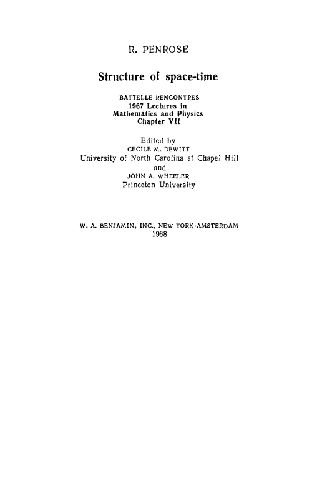 R. PENROSE
Structure of space-time
BATTELLE RENCONTRES
1967 Lectures in
Mathematics and Physics
Chapter VII
Edited by
CECILE M. DEWITT
University of North Carolina at Chapel Hill
and
JOHN A. WHEELER
Princeton University
W. A. BENJAMIN, INC., NEW YORK-AMSTERDAM
1968